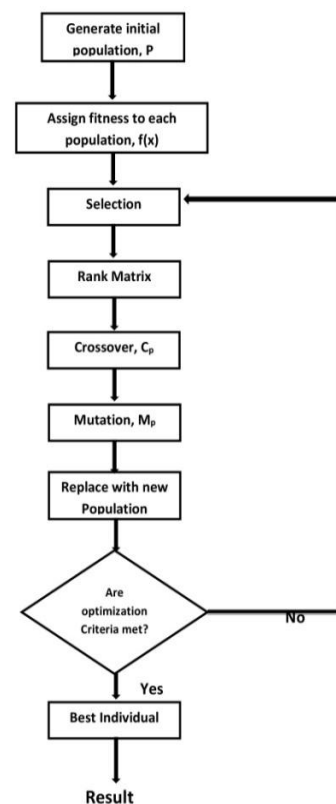 Generate initial
population, P
Assign fitness to each
population, f(x)
Selection
Rank Matrix
Crossover, Cp
Mutation, Mp
Replace with new
Population
Are
optimization
Criteria met?
No
Yes
Best Individual
Result